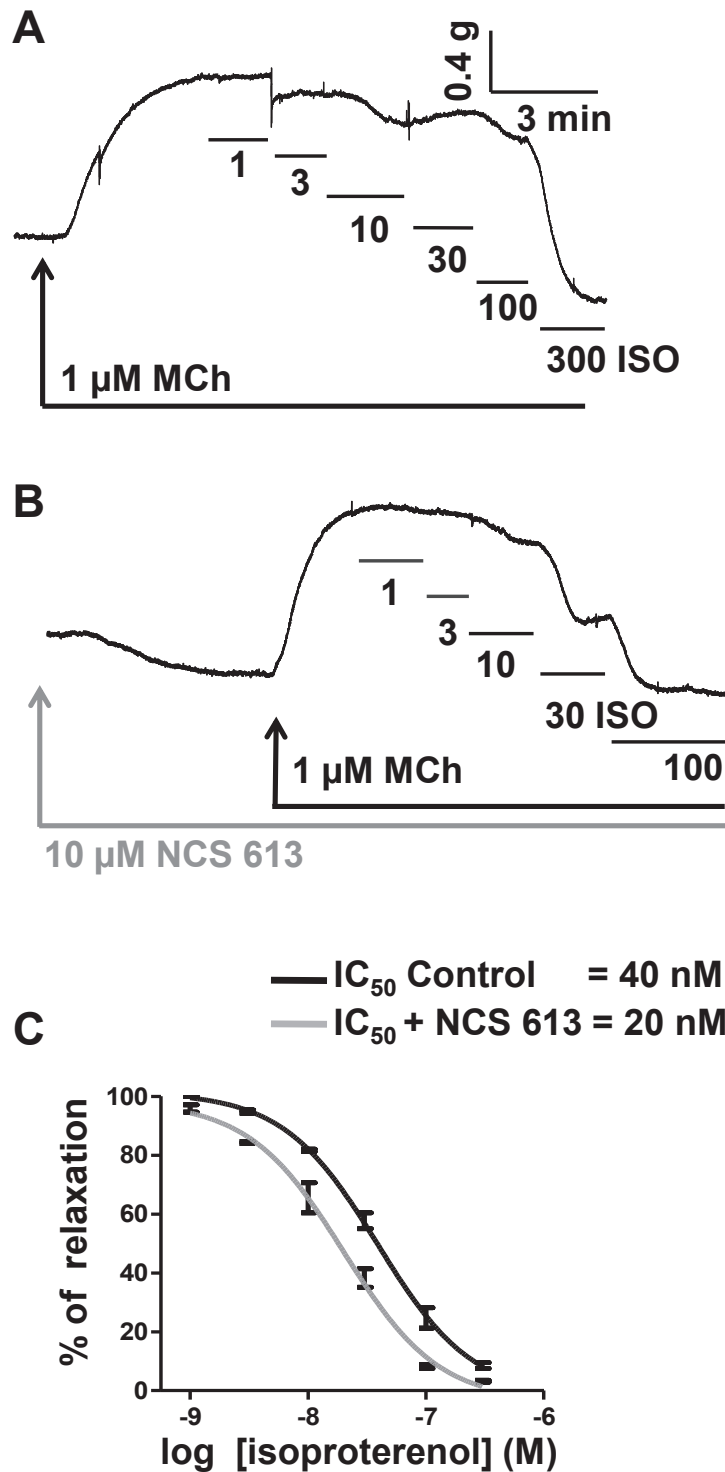 A
0.4 g
3 min
1
3
10
30
100
300 ISO
1 µM MCh
B
1
3
10
30 ISO
100
1 µM MCh
10 µM NCS 613
IC50 Control = 40 nM
IC50 + NCS 613 = 20 nM
C
% of relaxation
100
80
60
40
20
0
-9 -8 -7 -6
log [isoproterenol] (M)